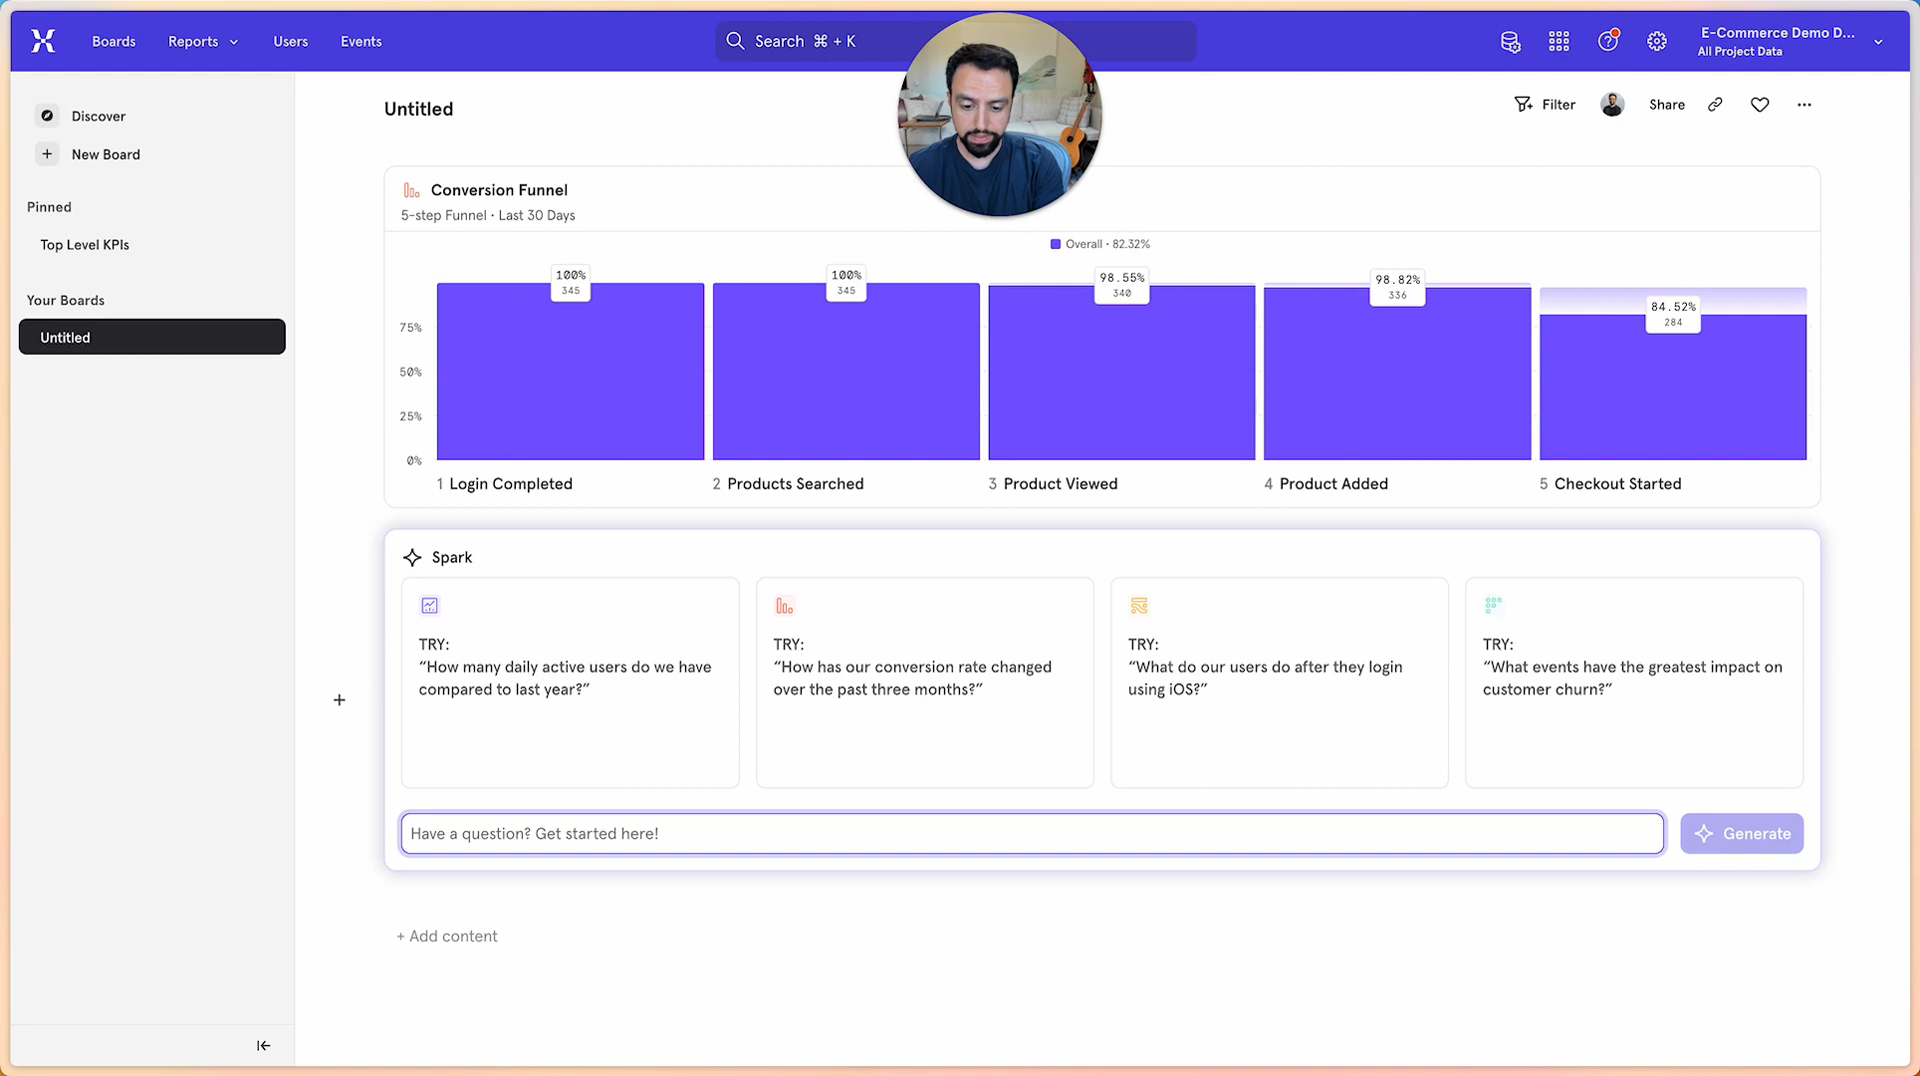 Boards
Reports
Users
Events
Search ⌘ + K
E-Commerce Demo D...
All Project Data
Discover
+ New Board
Pinned
Top Level KPIs
Your Boards
Untitled
Untitled
Filter
Share
Conversion Funnel
5-step Funnel • Last 30 Days
Overall • 82.32%
75%
50%
25%
0%
100%
345
100%
345
98.55%
340
98.82%
336
84.52%
284
1 Login Completed
2 Products Searched
3 Product Viewed
4 Product Added
5 Checkout Started
Spark
TRY:
“How many daily active users do we have
compared to last year?”
TRY:
“How has our conversion rate changed
over the past three months?”
TRY:
“What do our users do after they login
using iOS?”
TRY:
“What events have the greatest impact on
customer churn?”
Have a question? Get started here!
Generate
+ Add content